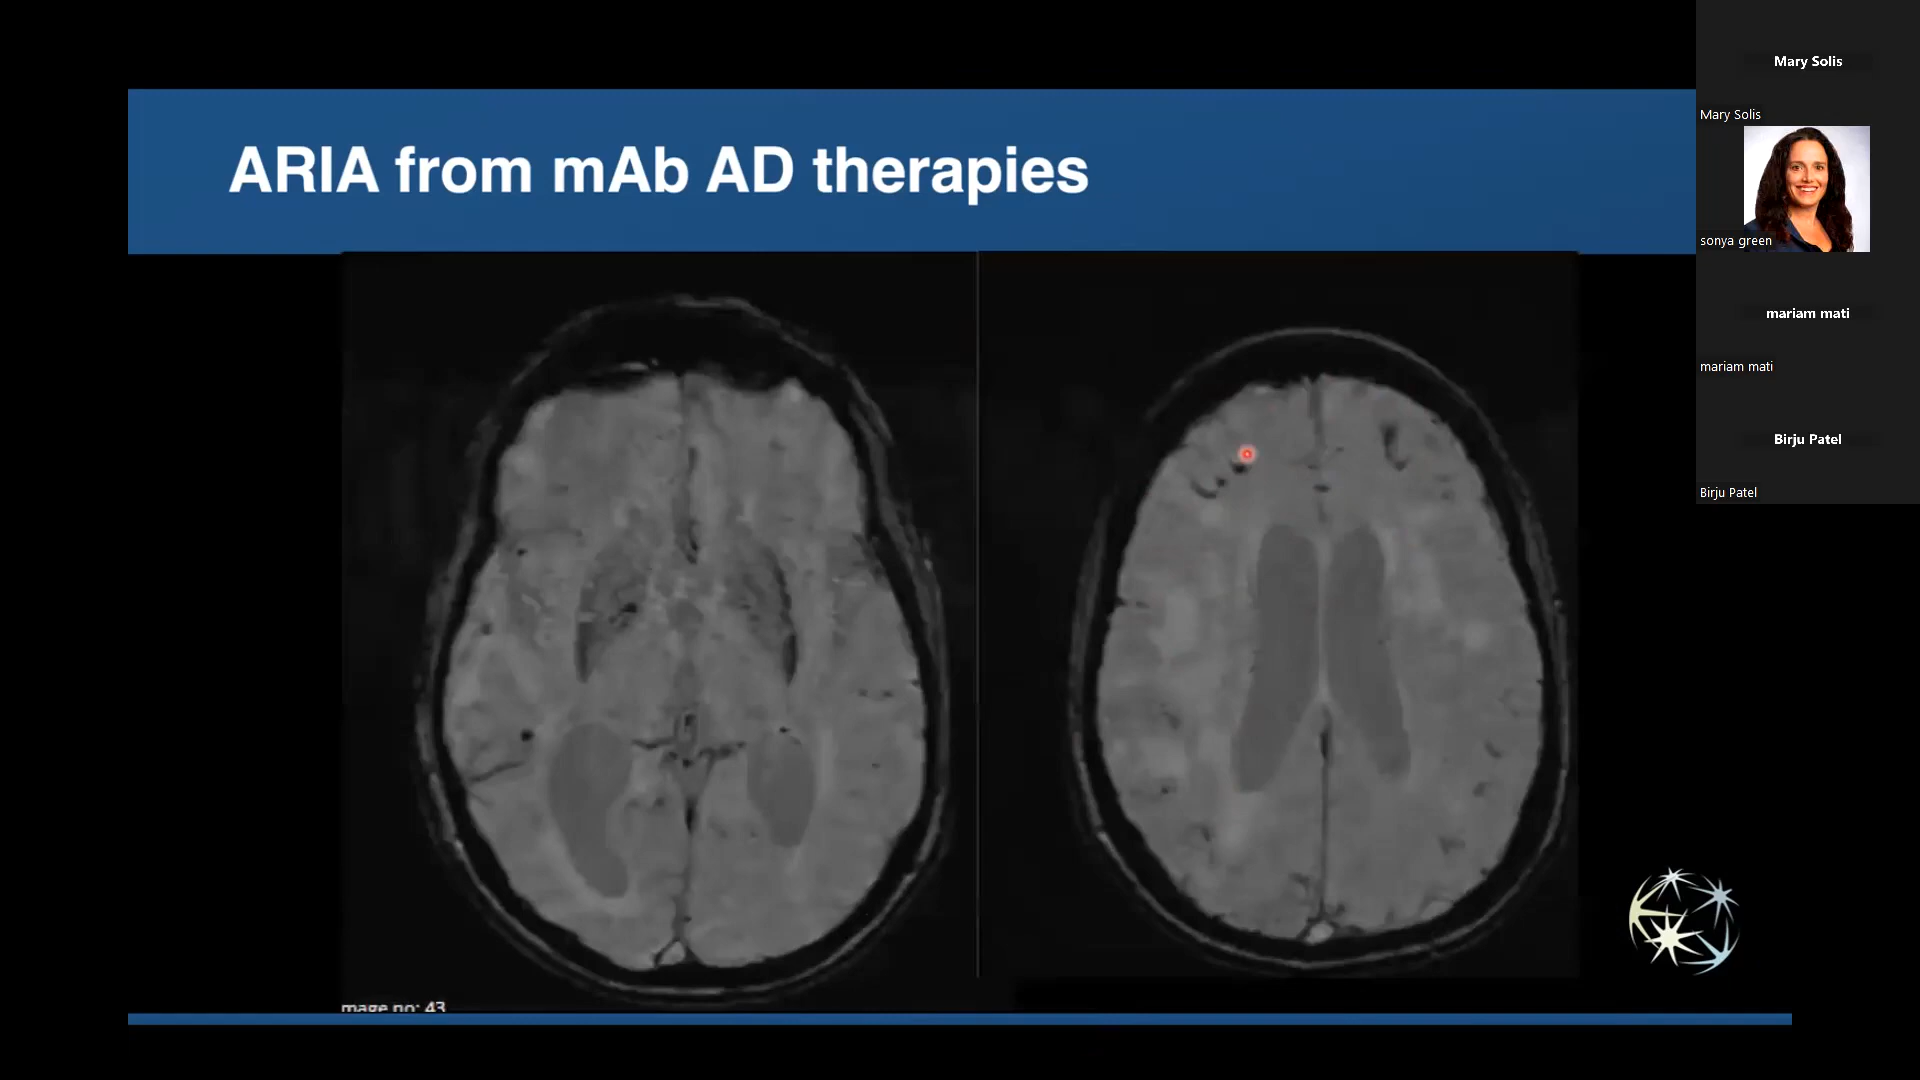 ARIA from mAb AD therapies
mage no: 43
Mary Solis
Mary Solis
sonya green
mariam mati
mariam mati
Birju Patel
Birju Patel